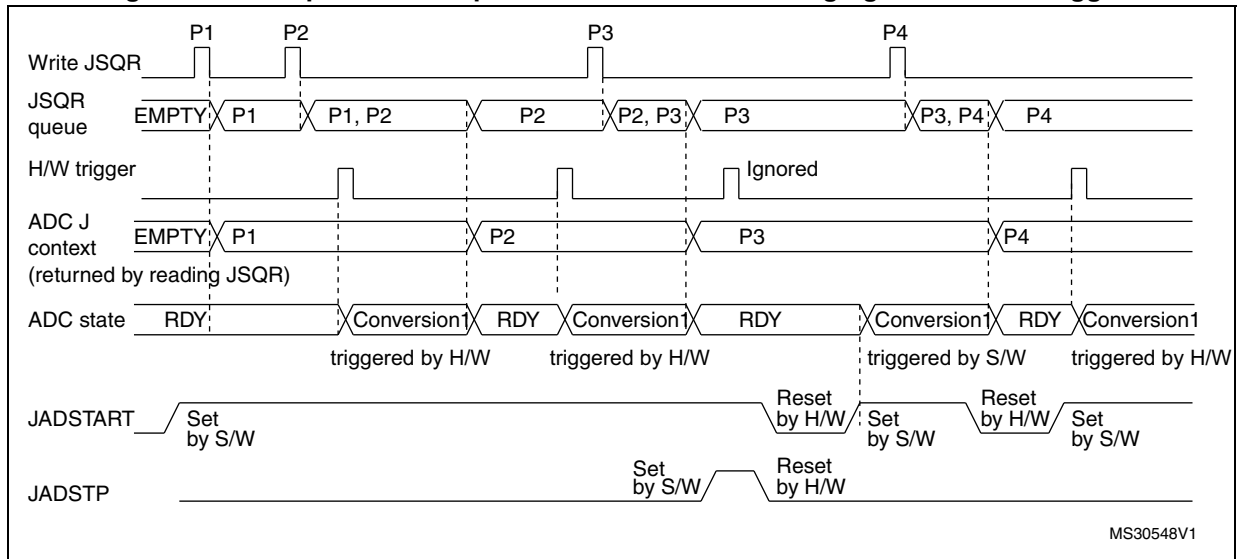 P1 P2 P3 P4
Write JSQR
JSQR
queue
EMPTY P1 P1, P2 P2 P2, P3 P3 P3, P4 P4
H/W trigger
Ignored
ADC J
context
(returned by reading JSQR)
EMPTY P1 P2 P3 P4
ADC state RDY Conversion1 RDY Conversion1 RDY Conversion1 RDY Conversion1
triggered by H/W triggered by H/W triggered by S/W triggered by H/W
JADSTART
Set
by S/W
Reset
by H/W
Set
by S/W
Reset
by H/W
Set
by S/W
JADSTP
Set
by S/W
Reset
by H/W
MS30548V1